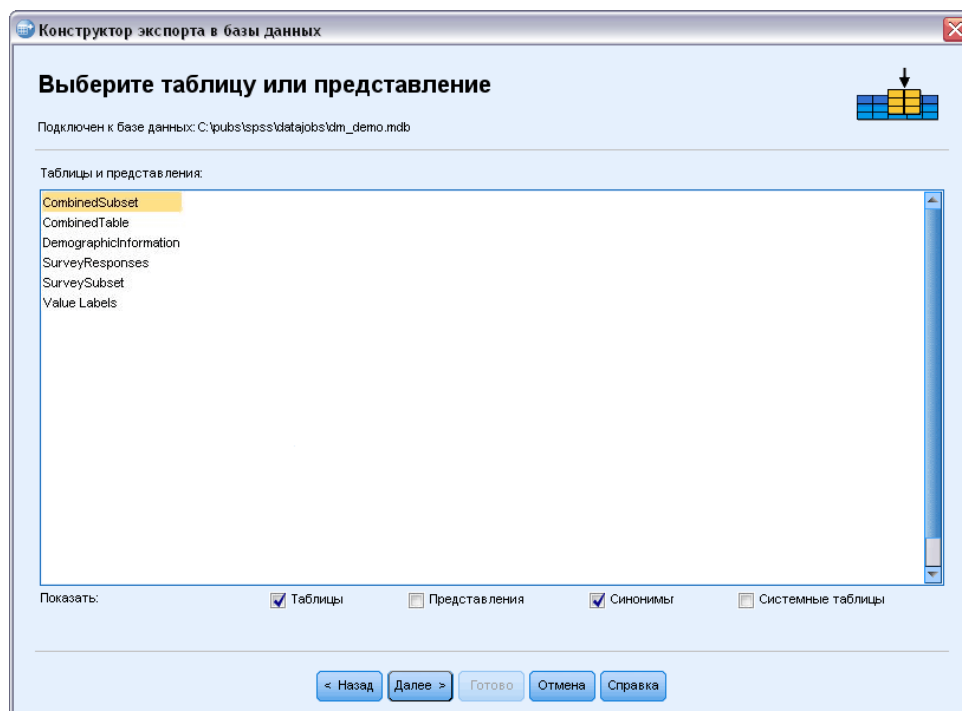 Конструктор экспорта в базы данных
Выберите таблицу или представление
Подключен к базе данных: C:\pubs\spss\datajobs\dm_demo.mdb
Таблицы и представления:
CombinedSubset
CombinedTable
DemographicInformation
SurveyResponses
SurveySubset
Value Labels
Показать: Таблицы Представления Синонимы Системные таблицы
< Назад Далее > Готово Отмена Справка